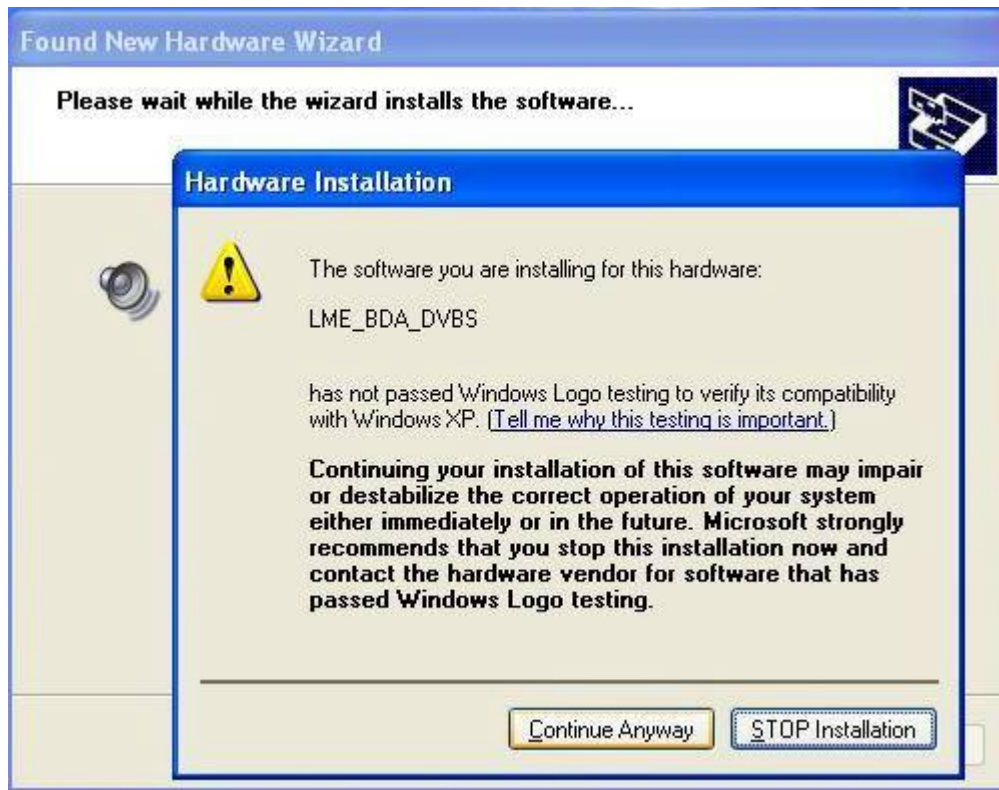 Found New Hardware Wizard
Please wait while the wizard installs the software...
Hardware Installation
The software you are installing for this hardware:
LME_BDA_DVBS
has not passed Windows Logo testing to verify its compatibility
with Windows XP. (Tell me why this testing is important.)
Continuing your installation of this software may impair
or destabilize the correct operation of your system
either immediately or in the future. Microsoft strongly
recommends that you stop this installation now and
contact the hardware vendor for software that has
passed Windows Logo testing.
Continue Anyway
STOP Installation